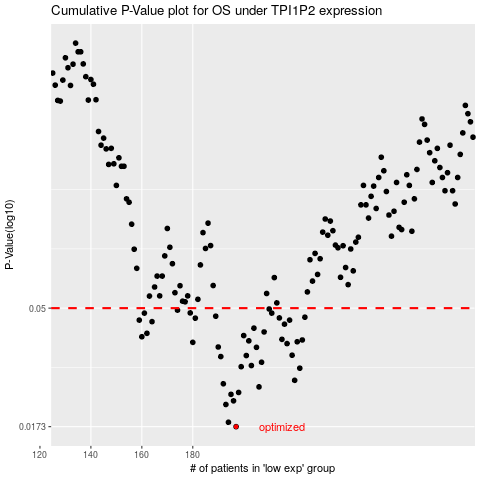 Cumulative P-Value plot for OS under TPI1P2 expression
P-Value(log10)
0.05
0.0173
optimized
120 140 160 180
# of patients in 'low exp' group